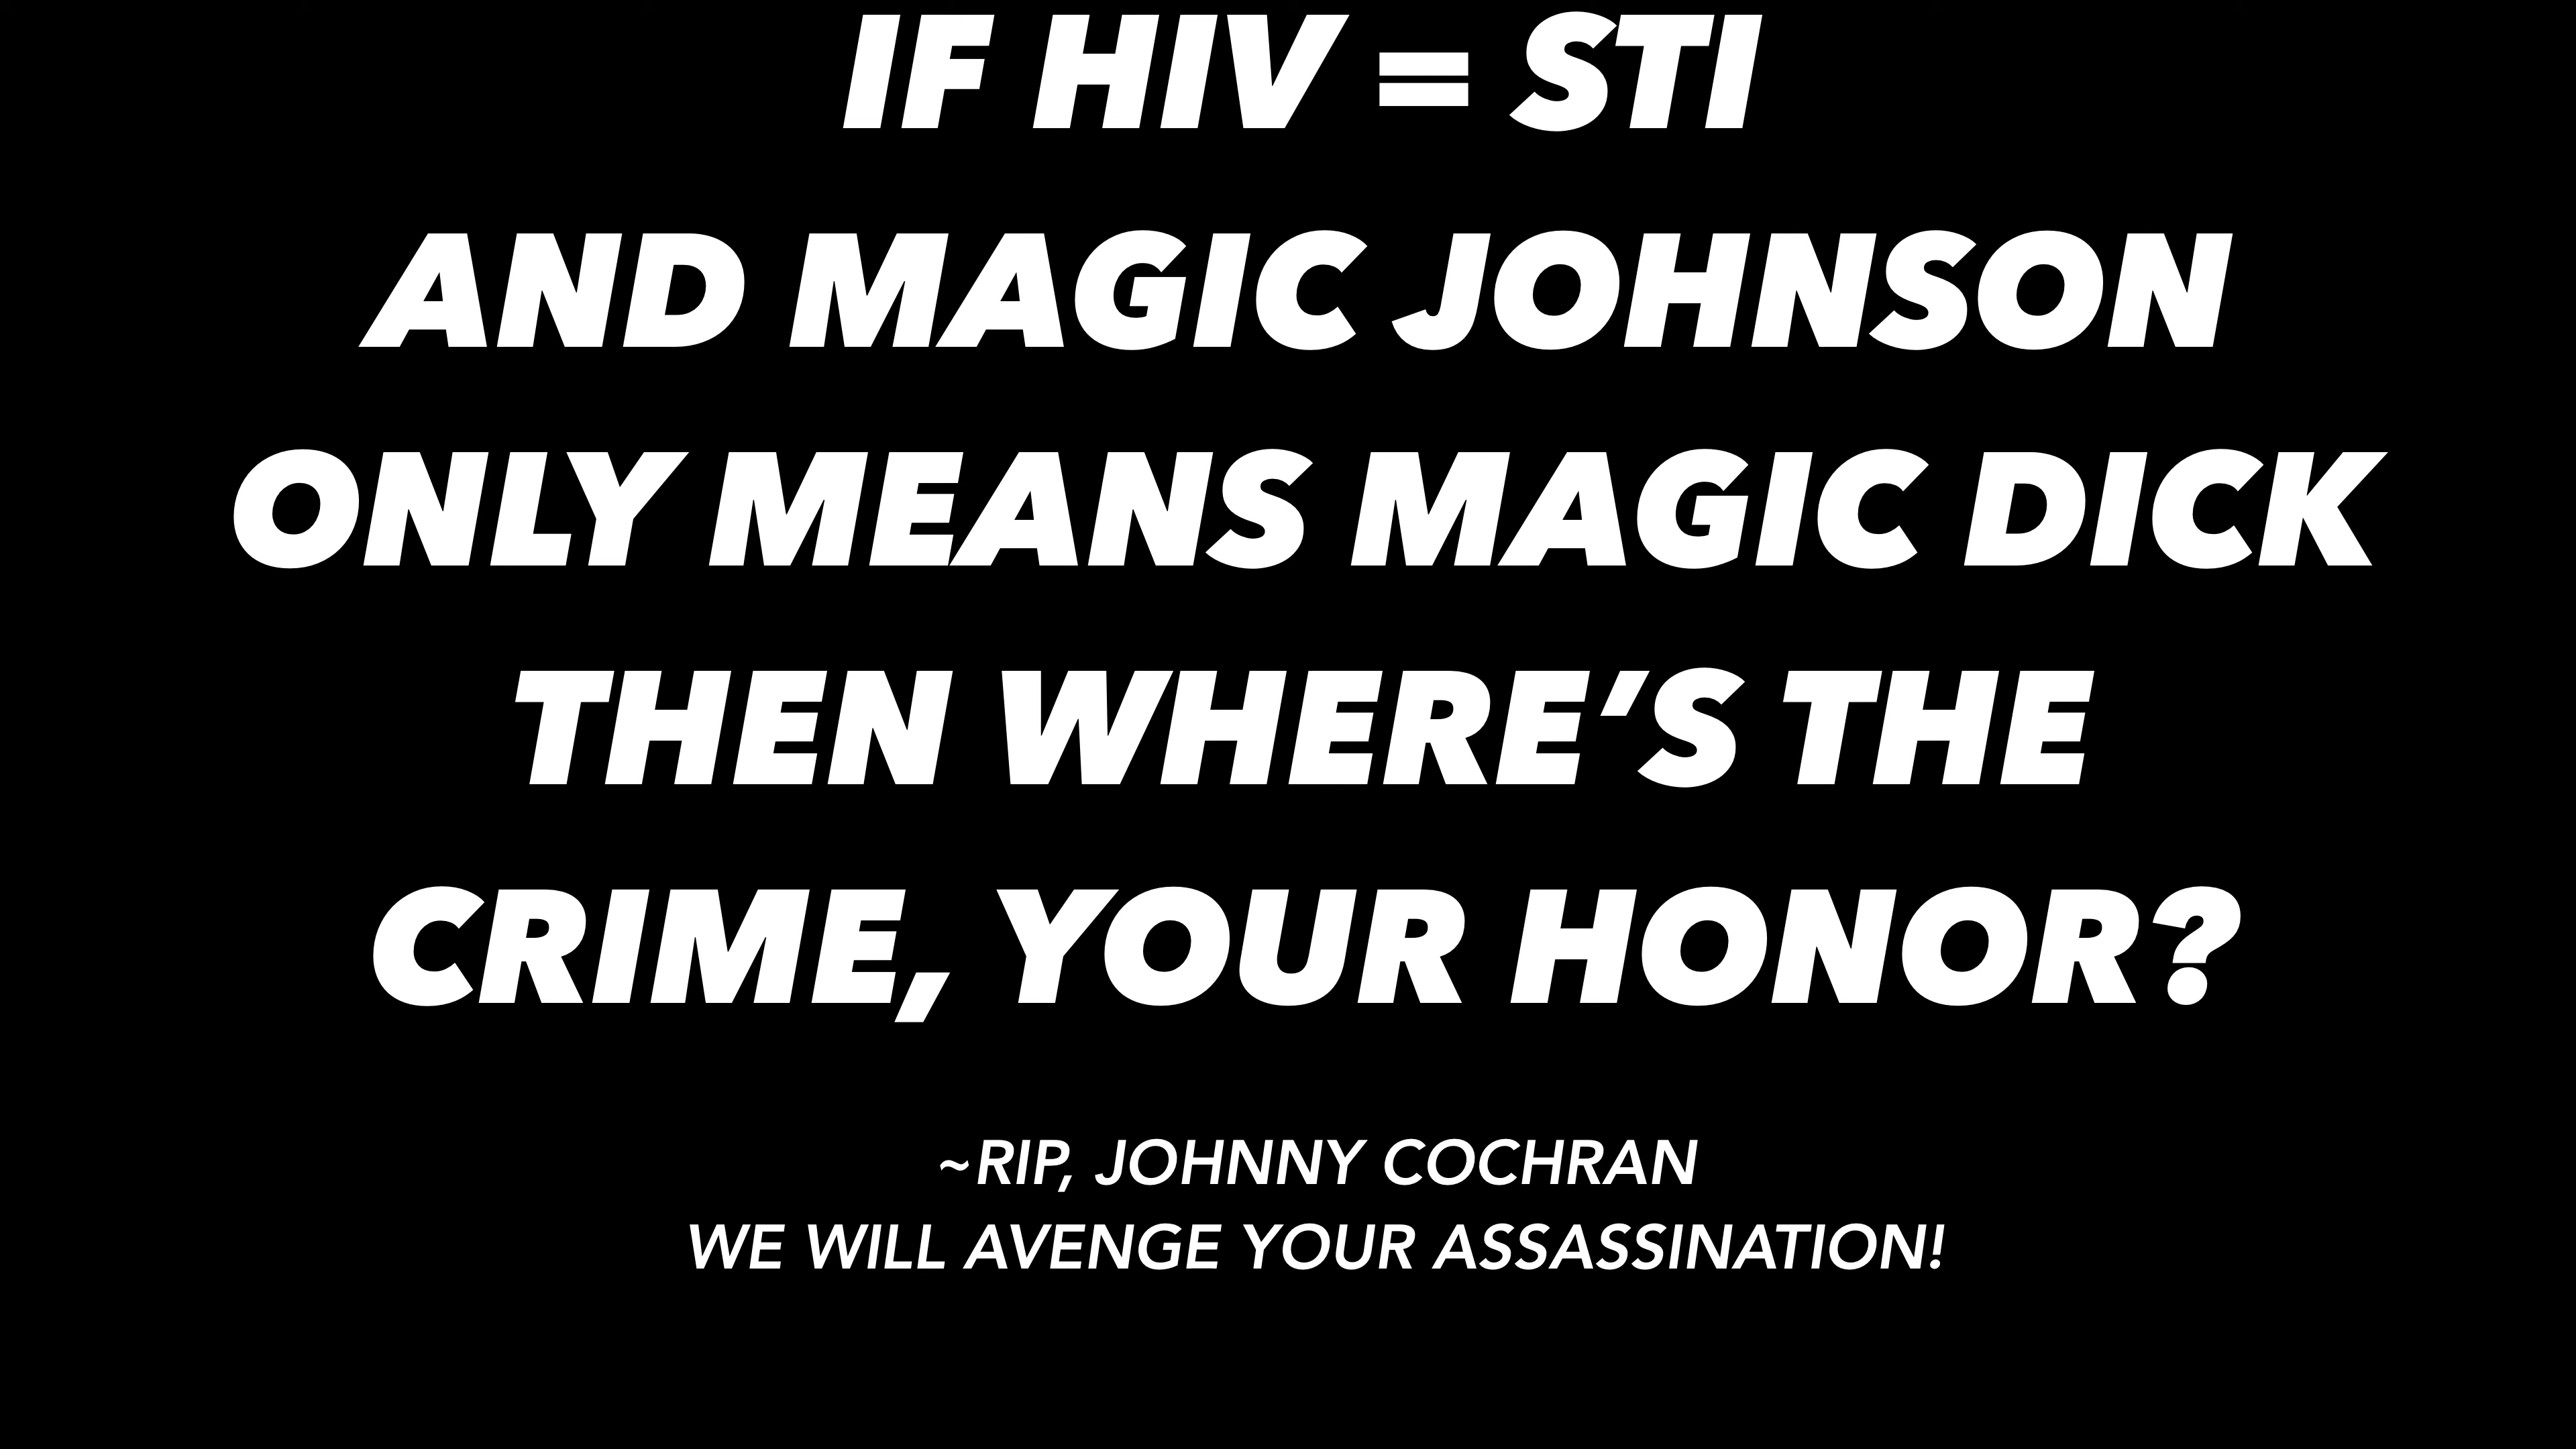 IF HIV = STI
AND MAGIC JOHNSON
ONLY MEANS MAGIC DICK
THEN WHERE’S THE
CRIME, YOUR HONOR?
~RIP, JOHNNY COCHRAN
WE WILL AVENGE YOUR ASSASSINATION!